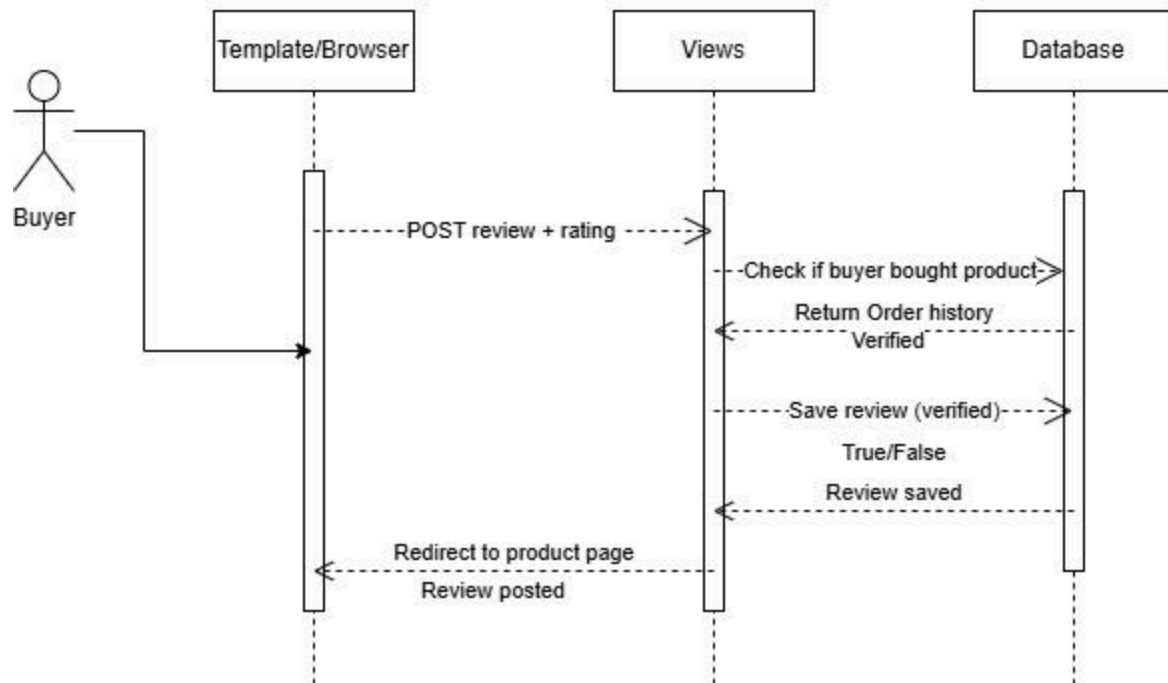 Template/Browser
Views
Database
Buyer
POST review + rating
Check if buyer bought product
Return Order history
Verified
Save review (verified)
True/False
Review saved
Redirect to product page
Review posted